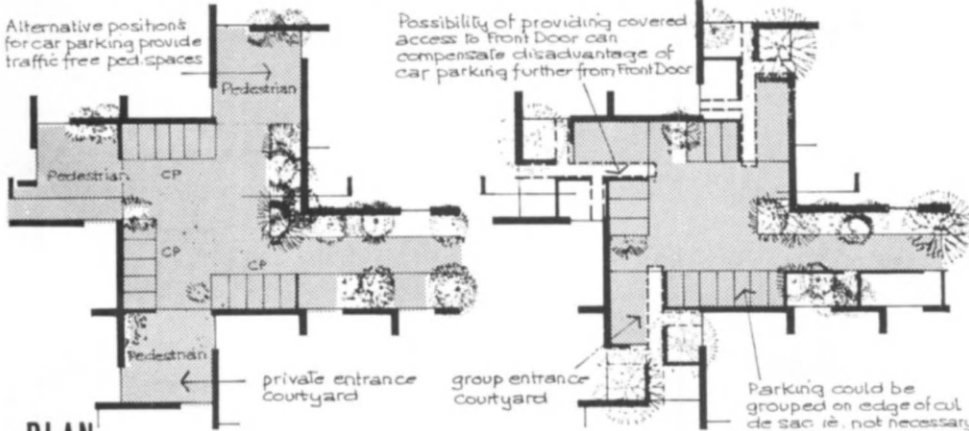 Alternative positions
for car parking provide
traffic free ped. spaces
Pedestrian
Pedestrian
CP
CP
CP
Pedestrian
private entrance
courtyard
Possibility of providing covered
access to Front Door can
compensate disadvantage of
car parking further from Front Door
group entrance
courtyard
Parking could be
grouped on edge of cul
de sac ie. not necessary
PLAN